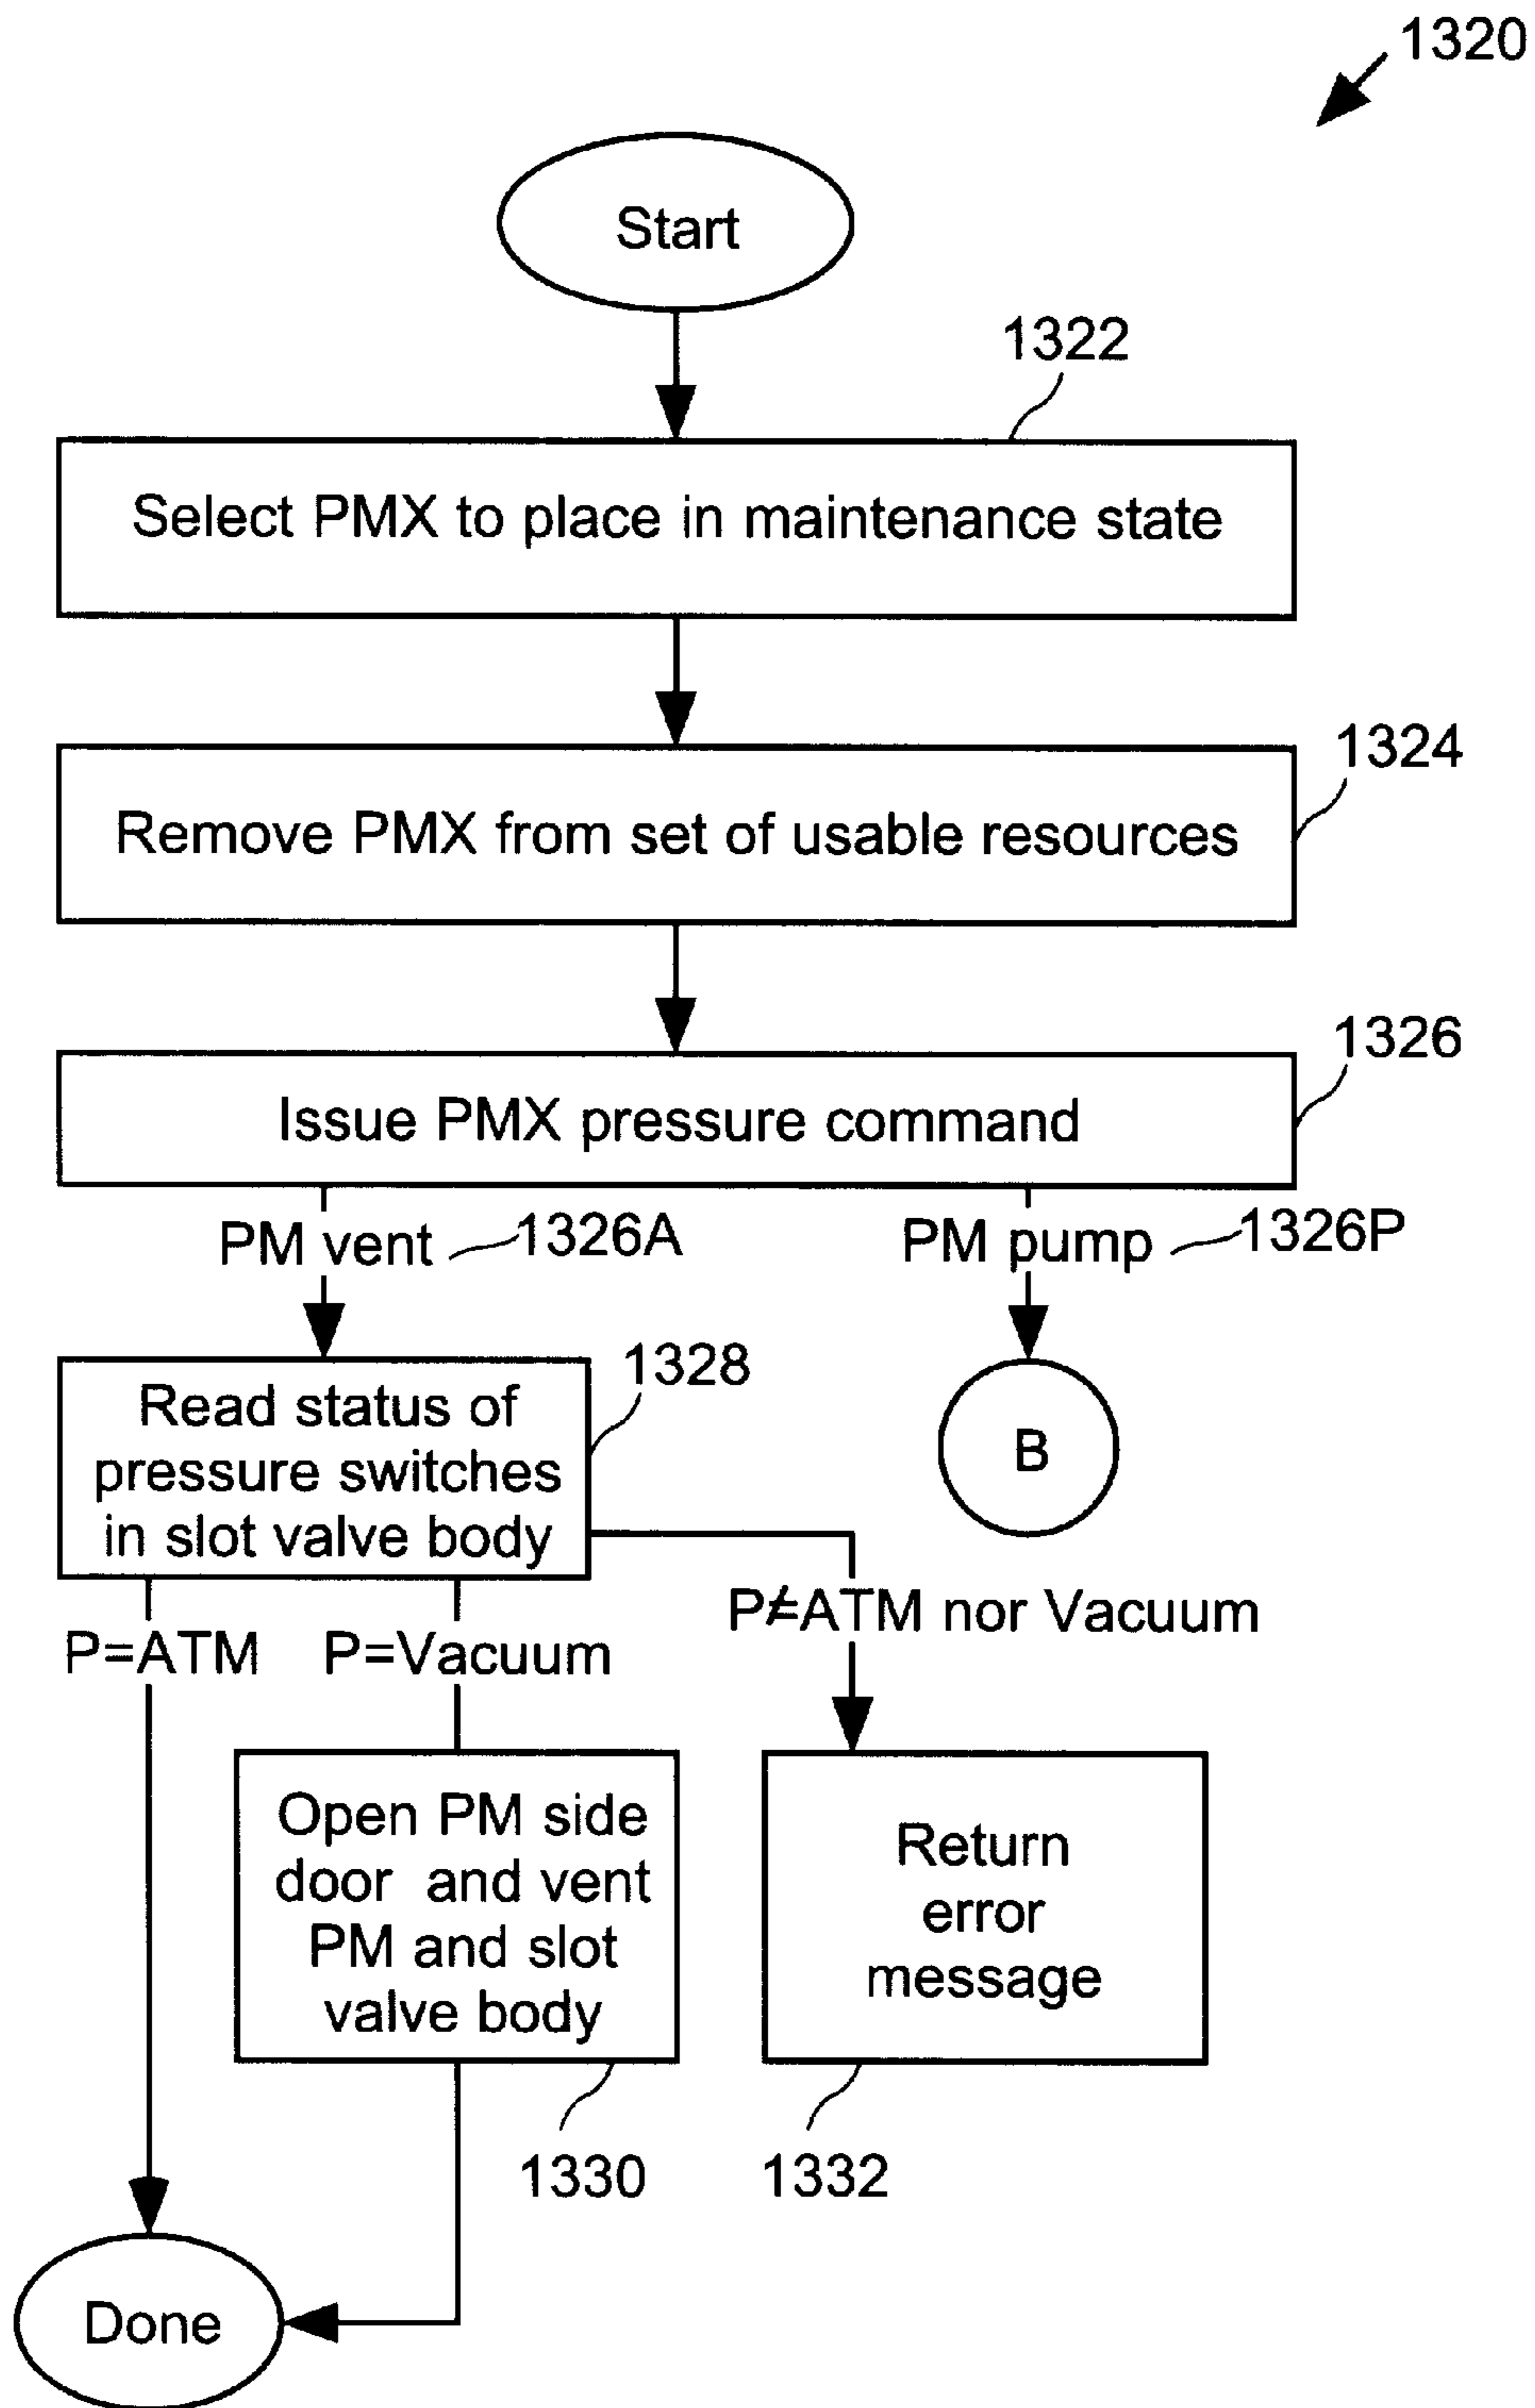 1320
Start
1322
Select PMX to place in maintenance state
1324
Remove PMX from set of usable resources
1326
Issue PMX pressure command
PM vent
1326A
PM pump
1326P
1328
Read status of
pressure switches
in slot valve body
B
P=ATM
P=Vacuum
P≠ATM nor Vacuum
Open PM side
door and vent
PM and slot
valve body
Return
error
message
1330
1332
Done